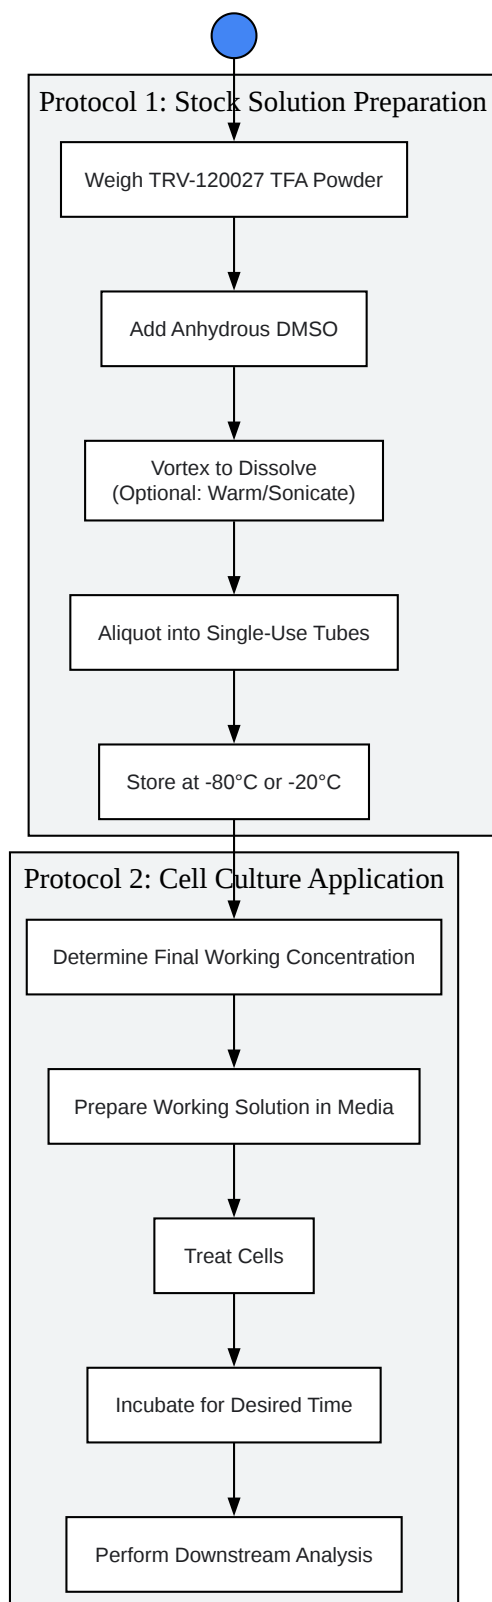 Protocol 1: Stock Solution Preparation
Weigh TRV-120027 TFA Powder
Add Anhydrous DMSO
Vortex to Dissolve
(Optional: Warm/Sonicate)
Aliquot into Single-Use Tubes
Store at -80°C or -20°C
Protocol 2: Cell Culture Application
Determine Final Working Concentration
Prepare Working Solution in Media
Treat Cells
Incubate for Desired Time
Perform Downstream Analysis